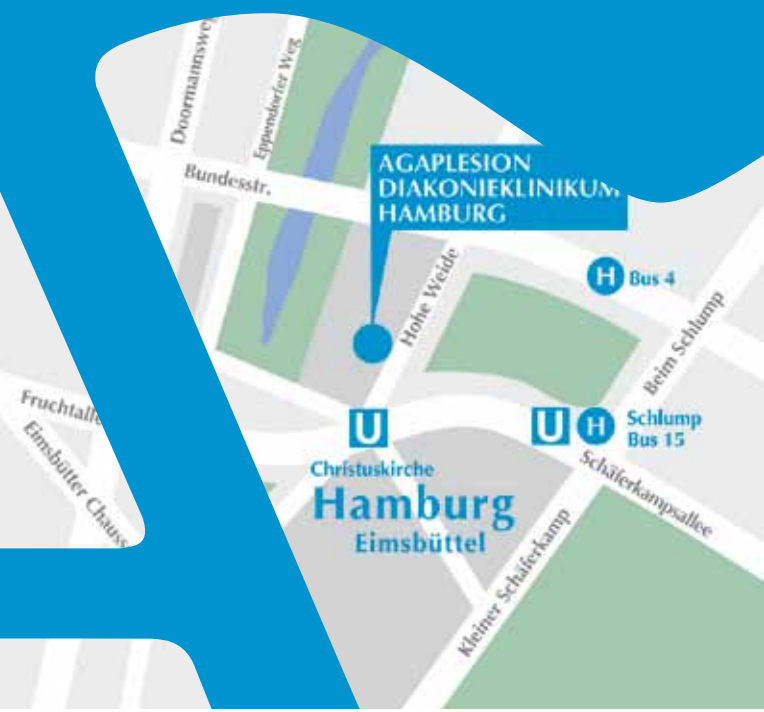 Doormannsweg
Eppendorfer Weg
Bundesstr.
AGAPLESION
DIAKONIEKLINIKUM
HAMBURG
Hohe Weide
H Bus 4
Beim Schlump
Fruchtalle
Eimsbütter Chauss
U
U H Schlump
Bus 15
Christuskirche
Hamburg
Eimsbüttel
Schäferkampsallee
Kleiner Schäferkamp